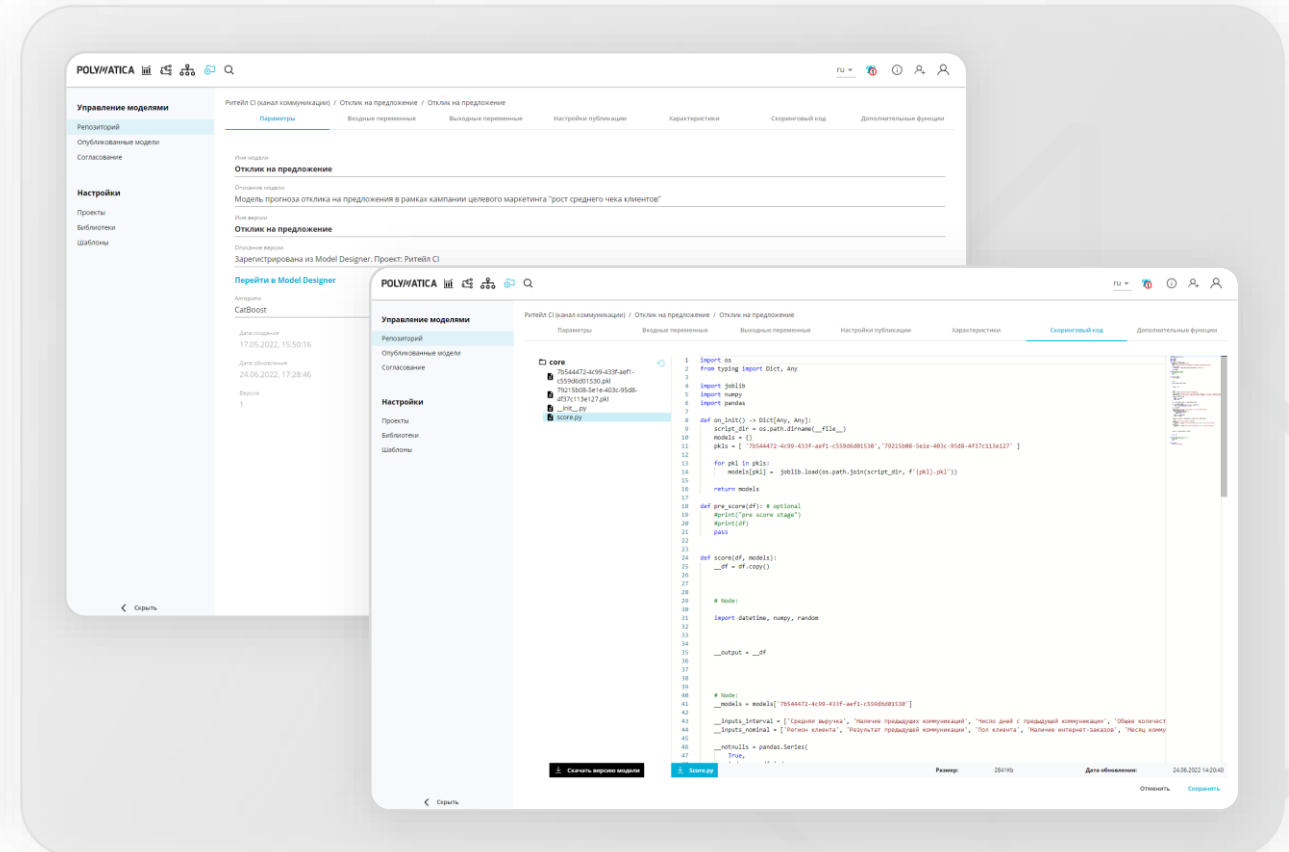 POLYMATICA
ru
Управление моделями
Репозиторий
Опубликованные модели
Согласование
Настройки
Проекты
Библиотеки
Шаблоны
Скрыть
Ритейл CI (канал коммуникации) / Отклик на предложение / Отклик на предложение
Параметры Входные переменные Выходные переменные Настройки публикации Характеристики Скоринговый код Дополнительные функции
Имя модели
Отклик на предложение
Описание модели
Модель прогноза отклика на предложения в рамках кампании целевого маркетинга "рост среднего чека клиентов"
Имя версии
Отклик на предложение
Описание версии
Зарегистрирована из Model Designer. Проект: Ритейл CI
Перейти в Model Designer
Алгоритм
CatBoost
Дата создания
17.05.2022, 15:50:16
Дата обновления
24.06.2022, 17:28:46
Версия
1
POLYMATICA
ru
Управление моделями
Репозиторий
Опубликованные модели
Согласование
Настройки
Проекты
Библиотеки
Шаблоны
Скрыть
Ритейл CI (канал коммуникации) / Отклик на предложение / Отклик на предложение
Параметры Входные переменные Выходные переменные Настройки публикации Характеристики Скоринговый код Дополнительные функции
core
7b544472-4c99-433f-aef1-
c559d6d01530.pkl
79215b08-5e1e-403c-95d8-
4f37c113e127.pkl
__init__.py
score.py
1 import os
2 from typing import Dict, Any
3
4 import joblib
5 import numpy
6 import pandas
7
8 def on_init() -> Dict[Any, Any]:
9 script_dir = os.path.dirname(__file__)
10 models = {}
11 pkls = [ '7b544472-4c99-433f-aef1-c559d6d01530','79215b08-5e1e-403c-95d8-4f37c113e127' ]
12
13 for pkl in pkls:
14 models[pkl] = joblib.load(os.path.join(script_dir, f'{pkl}.pkl'))
15
16 return models
17
18 def pre_score(df): # optional
19 #print("pre score stage")
20 #print(df)
21 pass
22
23
24 def score(df, models):
25 __df = df.copy()
26
27
28
29 # Node:
30
31 import datetime, numpy, random
32
33
34
35 __output = __df
36
37
38
39
40 # Node:
41 __models = models['7b544472-4c99-433f-aef1-c559d6d01530']
42
43 __inputs_interval = ['Средняя выручка', 'Наличие предыдущих коммуникаций', 'Число дней с предыдущей коммуникации', 'Общее количест
44 __inputs_nominal = ['Регион клиента', 'Результат предыдущей коммуникации', 'Пол клиента', 'Наличие интернет-заказов', 'Месяц комму
45
46 __notnulls = pandas.Series(
47 True,
Скачать версию модели
Score.py
Размер: 2841Kb Дата обновления: 24.06.2022 14:20:40
Отменить Сохранить